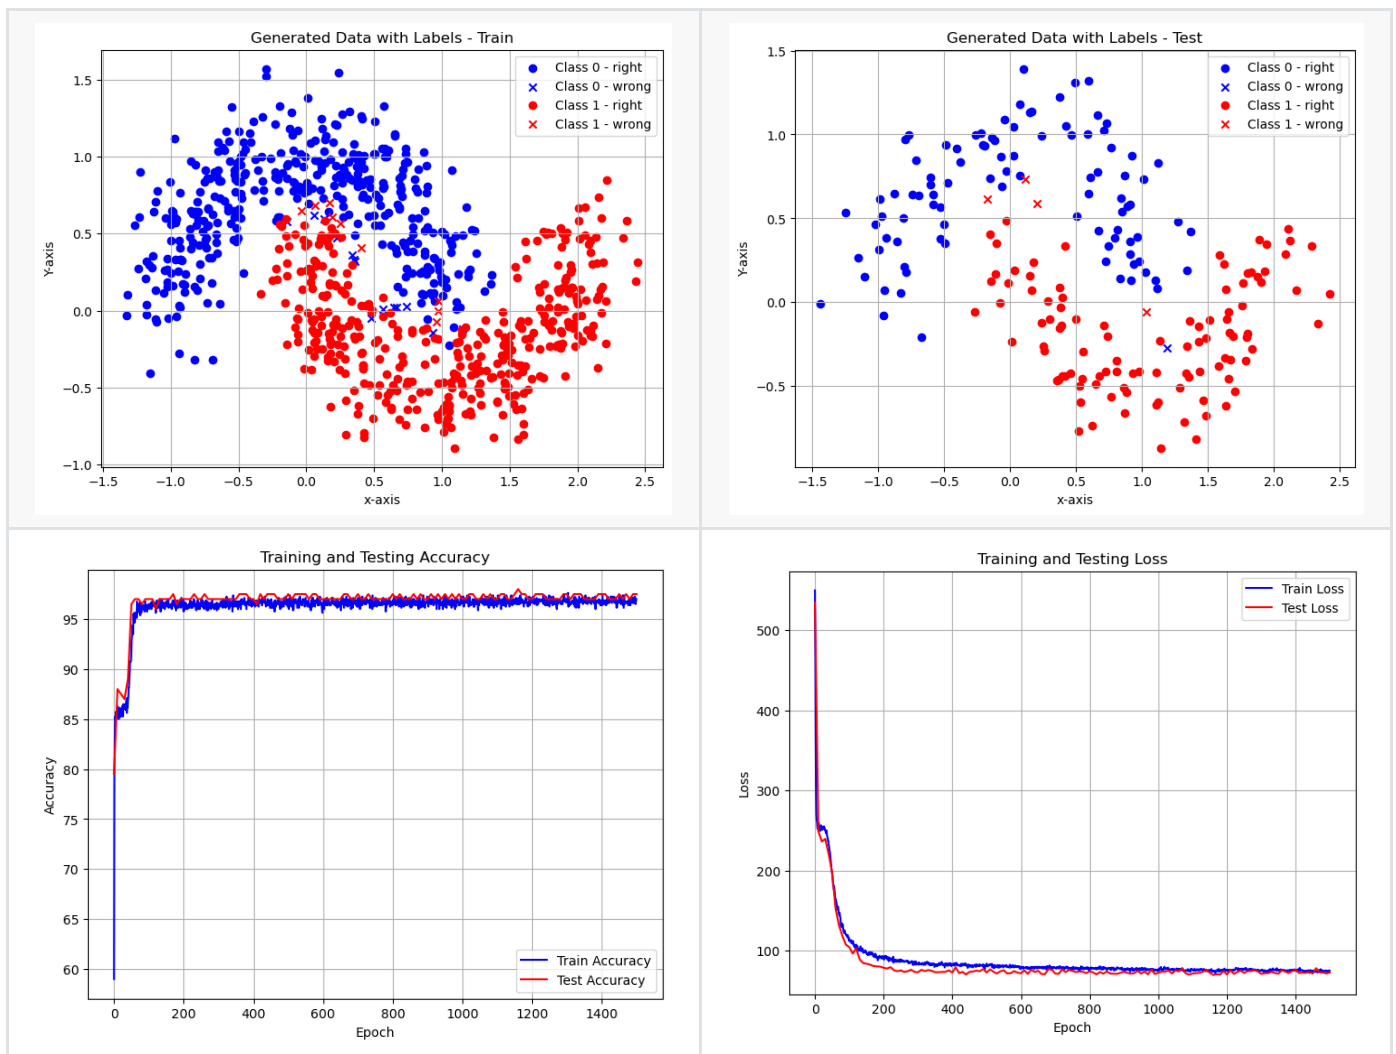 Generated Data with Labels - Train
Class 0 - right
Class 0 - wrong
Class 1 - right
Class 1 - wrong
1.5
1.0
0.5
0.0
−0.5
−1.0
Y-axis
−1.5
−1.0
−0.5
0.0
0.5
1.0
1.5
2.0
2.5
x-axis
Generated Data with Labels - Test
Class 0 - right
Class 0 - wrong
Class 1 - right
Class 1 - wrong
1.5
1.0
0.5
0.0
−0.5
Y-axis
−1.5
−1.0
−0.5
0.0
0.5
1.0
1.5
2.0
2.5
x-axis
Training and Testing Accuracy
95
90
85
80
75
70
65
60
Accuracy
Train Accuracy
Test Accuracy
0
200
400
600
800
1000
1200
1400
Epoch
Training and Testing Loss
Train Loss
Test Loss
500
400
300
200
100
Loss
0
200
400
600
800
1000
1200
1400
Epoch